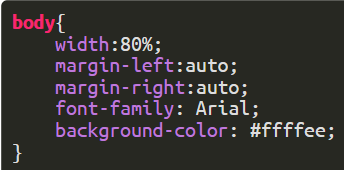 body{
    width:80%;
    margin-left:auto;
    margin-right:auto;
    font-family: Arial;
    background-color: #ffffee;
}